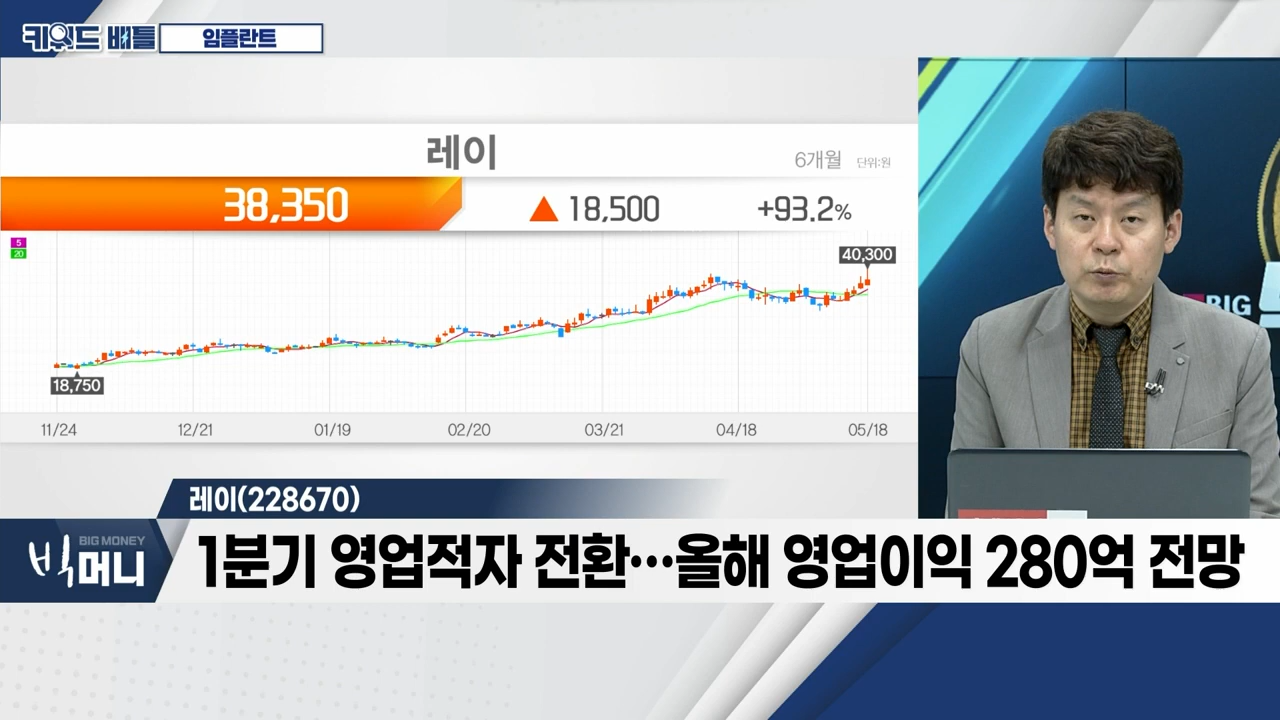 키워드 배틀
임플란트
레이
6개월 단위:원
38,350 ▲ 18,500 +93.2%
5
20
40,300
18,750
11/24 12/21 01/19 02/20 03/21 04/18 05/18
BIG
레이(228670)
BIG MONEY
빅머니
1분기 영업적자 전환…올해 영업이익 280억 전망